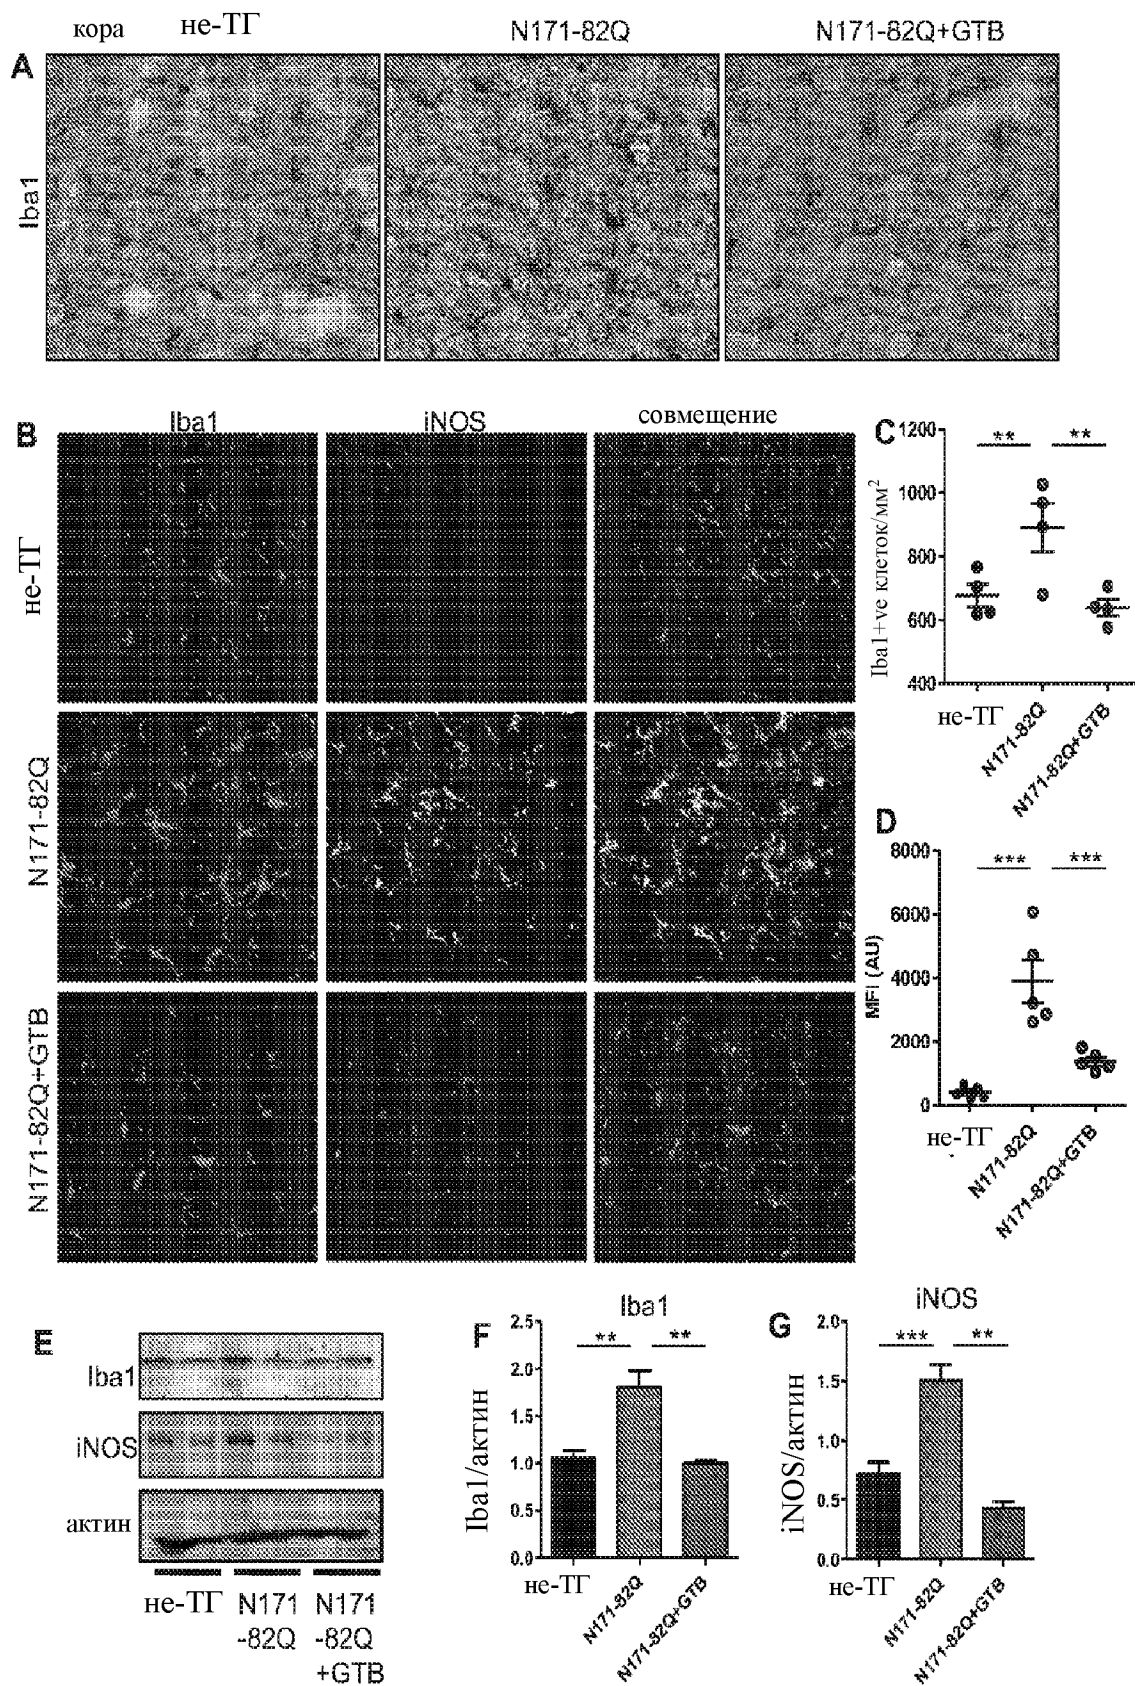 кора не-ТГ N171-82Q N171-82Q+GTB
A
Iba1
B Iba1 iNOS совмещение
не-ТГ
N171-82Q
N171-82Q+GTB
C
** **
1200
1000
800
600
400
Iba1+ve клеток/мм²
не-ТГ
N171-82Q
N171-82Q+GTB
D
*** ***
8000
6000
4000
2000
0
MFI (AU)
не-ТГ
N171-82Q
N171-82Q+GTB
E
Iba1
iNOS
актин
не-ТГ N171 N171
-82Q -82Q
+GTB
F Iba1
** **
2.5
2.0
1.5
1.0
0.5
0.0
Iba1/актин
не-ТГ
N171-82Q
N171-82Q+GTB
G iNOS
*** **
2.0
1.5
1.0
0.5
0.0
iNOS/актин
не-ТГ
N171-82Q
N171-82Q+GTB